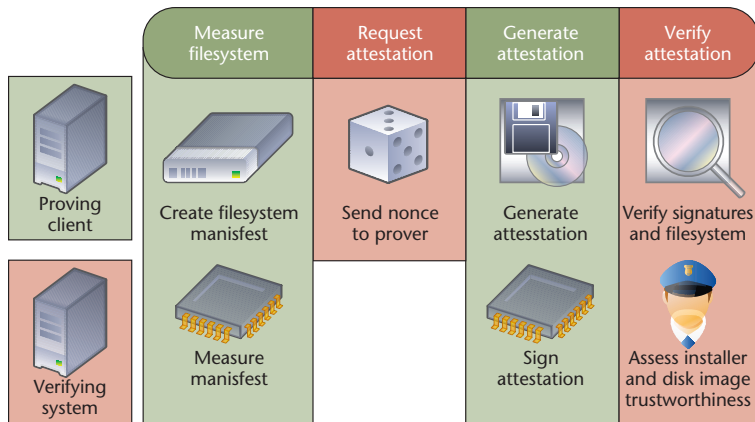 Measure
filesystem
Request
attestation
Generate
attestation
Verify
attestation
Proving
client
Create filesystem
manisfest
Send nonce
to prover
Generate
attesstation
Verify signatures
and filesystem
Verifying
system
Measure
manisfest
Sign
attestation
Assess installer
and disk image
trustworthiness